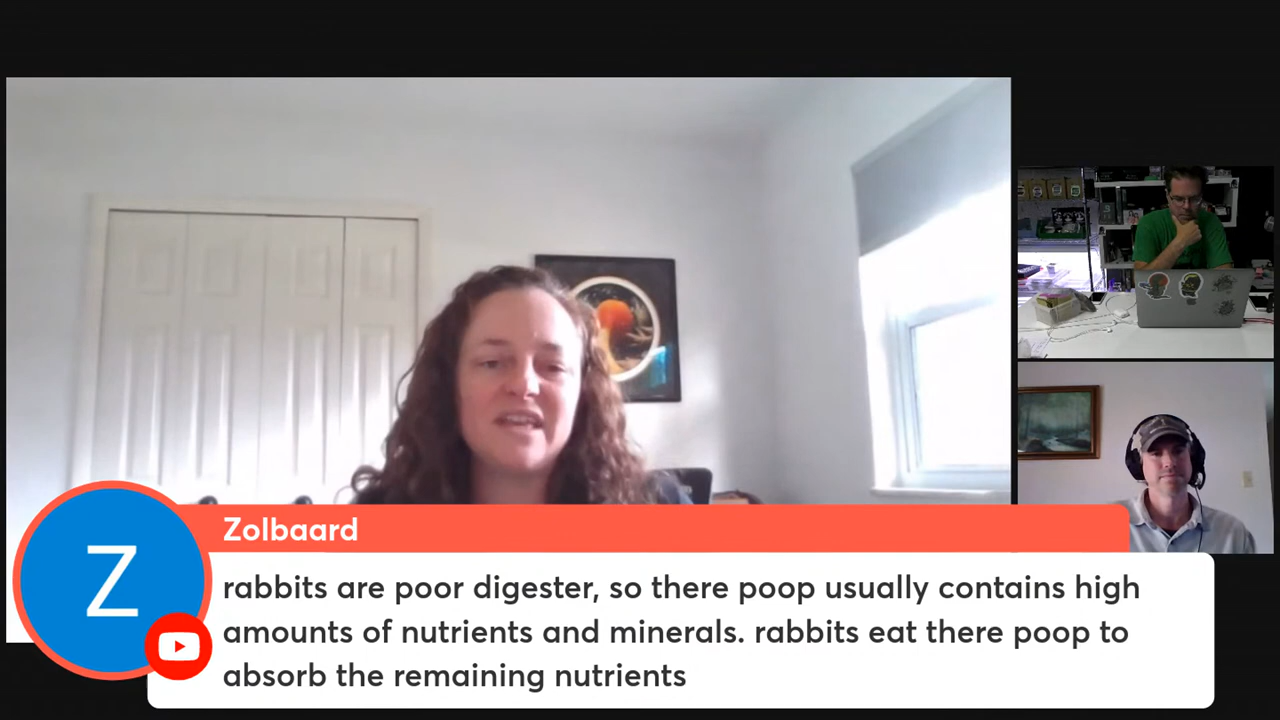 Zolbaard
Z
rabbits are poor digester, so there poop usually contains high
amounts of nutrients and minerals. rabbits eat there poop to
absorb the remaining nutrients